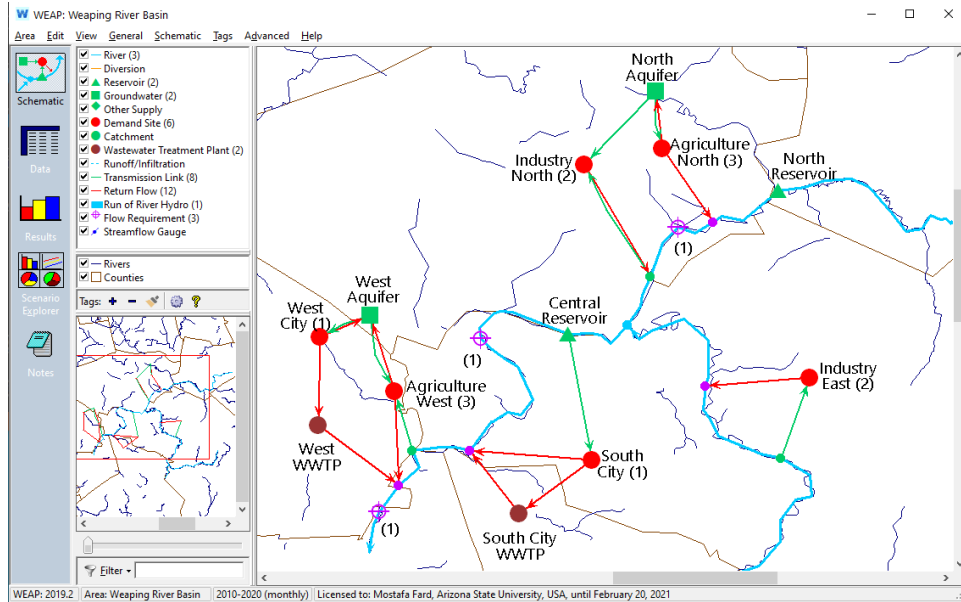 WEAP: Weaping River Basin
Area Edit View General Schematic Tags Advanced Help
Schematic
Data
Results
Scenario
Explorer
Notes
River (3)
Diversion
Reservoir (2)
Groundwater (2)
Other Supply
Demand Site (6)
Catchment
Wastewater Treatment Plant (2)
Runoff/Infiltration
Transmission Link (8)
Return Flow (12)
Run of River Hydro (1)
Flow Requirement (3)
Streamflow Gauge
Rivers
Counties
Tags:
Filter
North
Aquifer
Agriculture
North (3)
Industry
North (2)
North
Reservoir
(1)
West
Aquifer
West
City (1)
Central
Reservoir
(1)
Agriculture
West (3)
Industry
East (2)
West
WWTP
South
City (1)
(1)
South City
WWTP
WEAP: 2019.2 Area: Weaping River Basin 2010-2020 (monthly) Licensed to: Mostafa Fard, Arizona State University, USA, until February 20, 2021